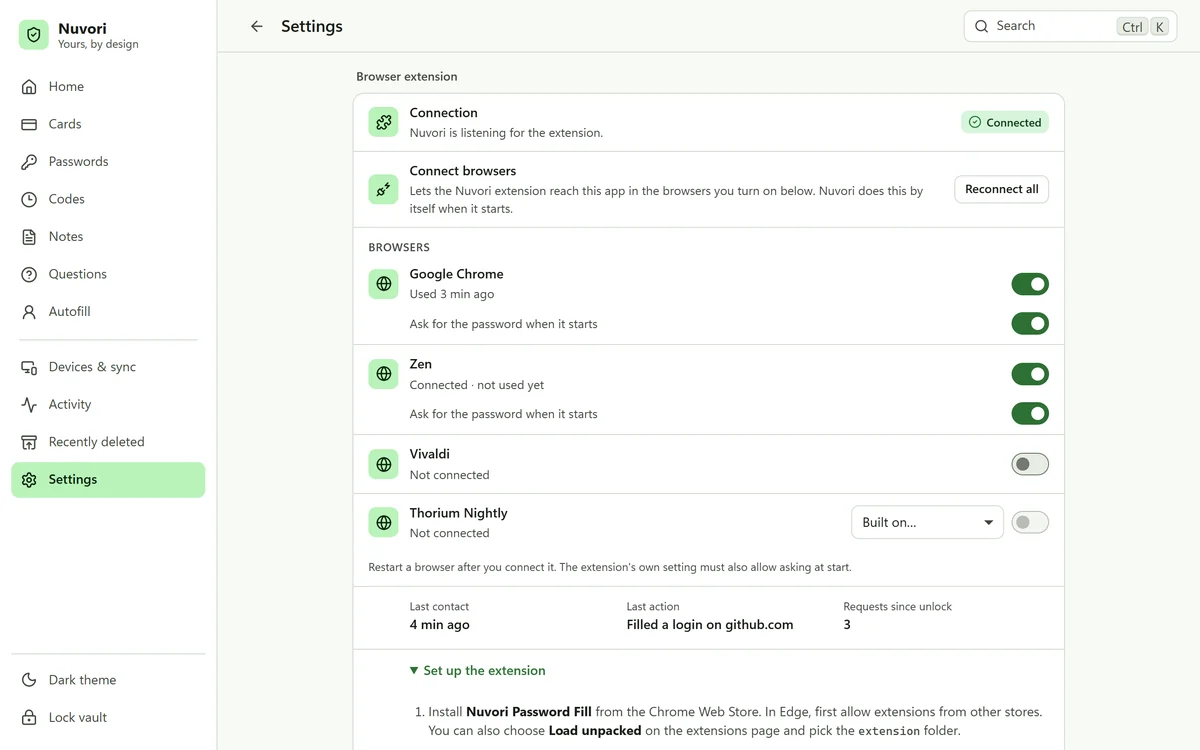 Nuvori
Yours, by design
Home
Cards
Passwords
Codes
Notes
Questions
Autofill
Devices & sync
Activity
Recently deleted
Settings
Dark theme
Lock vault
Settings
Search
Ctrl K
Browser extension
Connection
Nuvori is listening for the extension.
Connected
Connect browsers
Lets the Nuvori extension reach this app in the browsers you turn on below. Nuvori does this by
itself when it starts.
Reconnect all
BROWSERS
Google Chrome
Used 3 min ago
Ask for the password when it starts
Zen
Connected · not used yet
Ask for the password when it starts
Vivaldi
Not connected
Thorium Nightly
Not connected
Built on...
Restart a browser after you connect it. The extension's own setting must also allow asking at start.
Last contact
4 min ago
Last action
Filled a login on github.com
Requests since unlock
3
▼ Set up the extension
1. Install Nuvori Password Fill from the Chrome Web Store. In Edge, first allow extensions from other stores.
You can also choose Load unpacked on the extensions page and pick the extension folder.